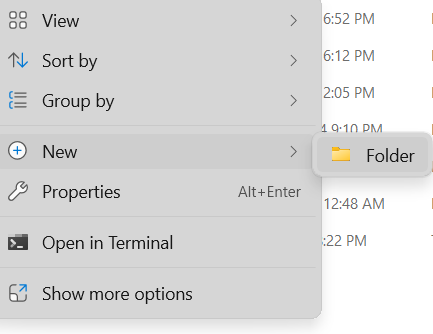 View
6:52 PM
Sort by
6:12 PM
Group by
2:05 PM
9:10 PM
New
Folder
Properties
Alt+Enter
12:48 AM
Open in Terminal
:22 PM
Show more options